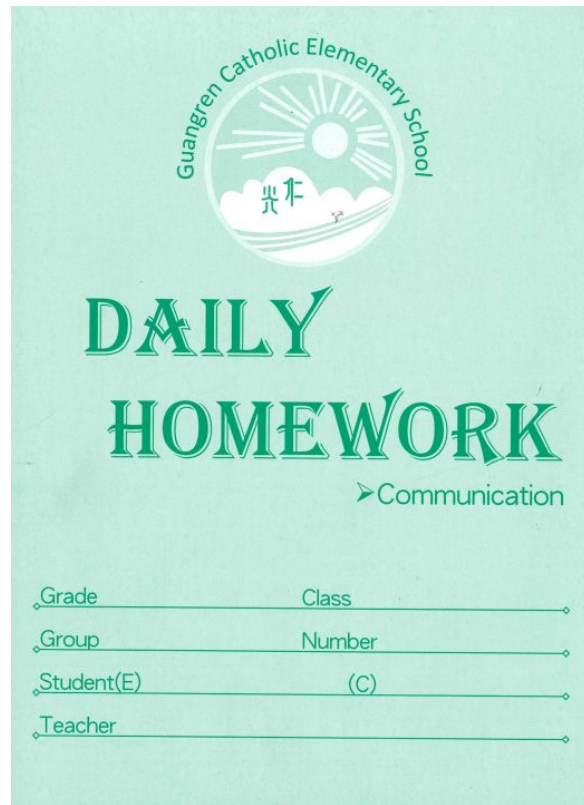 Guangren Catholic Elementary School
光仁
DAILY
HOMEWORK
➢Communication
Grade Class
Group Number
Student(E) (C)
Teacher